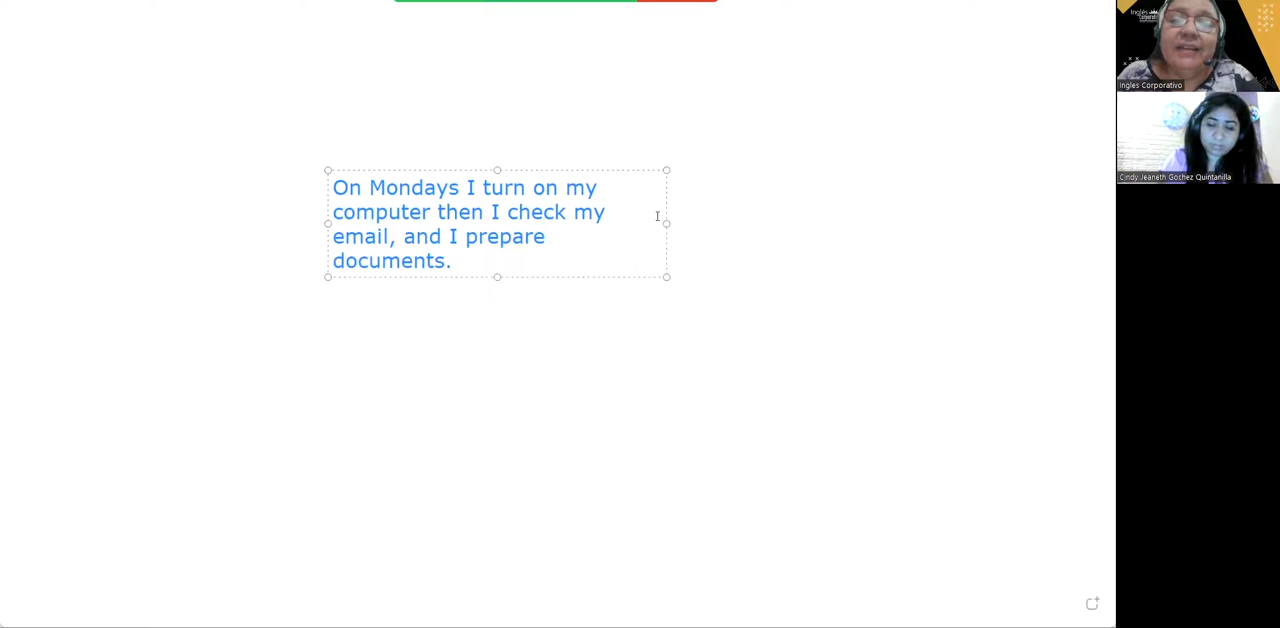 On Mondays I turn on my
computer then I check my
email, and I prepare
documents.
Inglés
Ingles Corporativo
Cindy Jeaneth Gochez Quintanilla